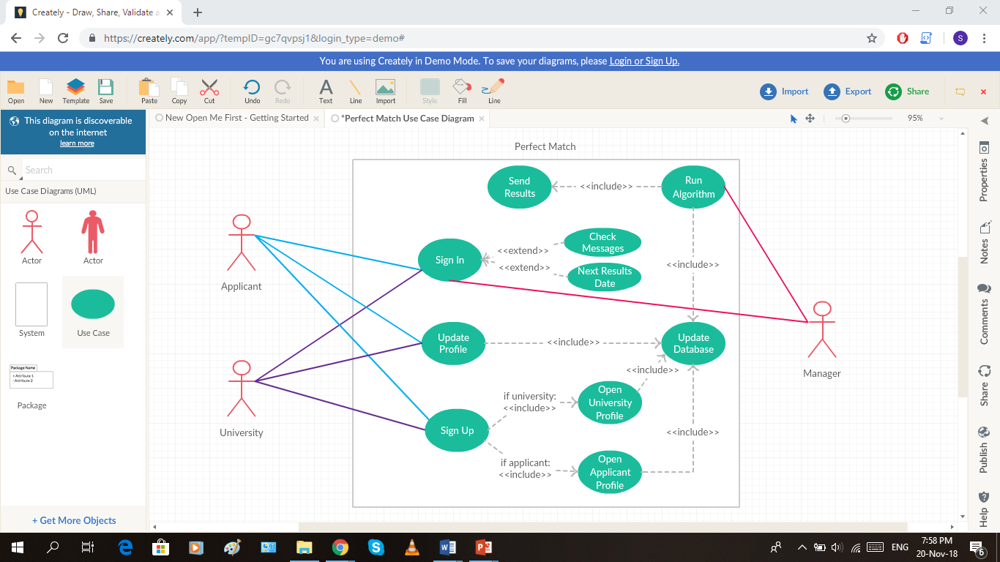 Creately - Draw, Share, Validate a
https://creately.com/app/?tempID=gc7qvpsj1&login_type=demo#
S
You are using Creately in Demo Mode. To save your diagrams, please Login or Sign Up.
Open
New
Template
Save
Paste
Copy
Cut
Undo
Redo
Text
Line
Import
Style
Fill
Line
Import
Export
Share
This diagram is discoverable
on the internet
learn more
New Open Me First - Getting Started
*Perfect Match Use Case Diagram
95%
Search
Use Case Diagrams (UML)
Actor
Actor
System
Use Case
Package Name
+ Attribute 1
- Attribute 2
Package
+ Get More Objects
Perfect Match
Send
Results
<<include>>
Run
Algorithm
Applicant
Sign In
<<extend>>
<<extend>>
Check
Messages
Next Results
Date
<<include>>
Update
Profile
<<include>>
Update
Database
Manager
University
<<include>>
if university:
<<include>>
Open
University
Profile
Sign Up
<<include>>
if applicant:
<<include>>
Open
Applicant
Profile
Properties
Notes
Comments
Share
Publish
Help
ENG
7:58 PM
20-Nov-18
6